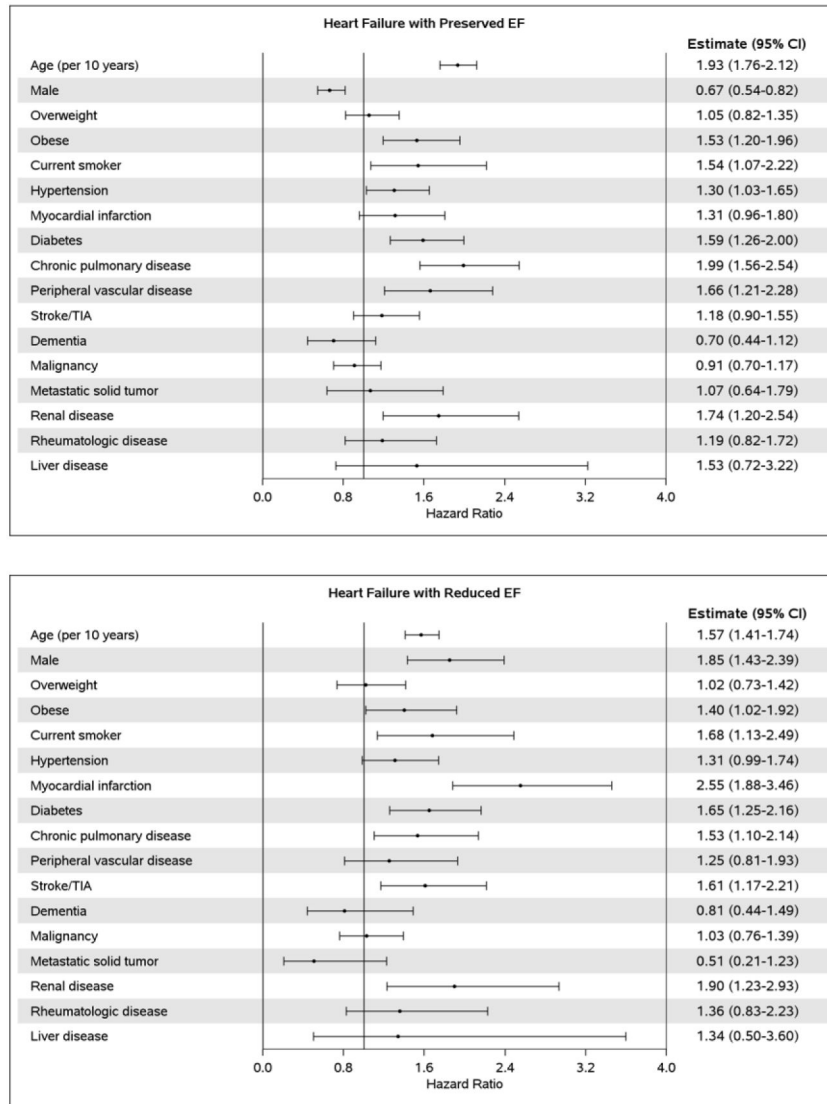 Heart Failure with Preserved EF
Estimate (95% CI)
Age (per 10 years) 1.93 (1.76-2.12)
Male 0.67 (0.54-0.82)
Overweight 1.05 (0.82-1.35)
Obese 1.53 (1.20-1.96)
Current smoker 1.54 (1.07-2.22)
Hypertension 1.30 (1.03-1.65)
Myocardial infarction 1.31 (0.96-1.80)
Diabetes 1.59 (1.26-2.00)
Chronic pulmonary disease 1.99 (1.56-2.54)
Peripheral vascular disease 1.66 (1.21-2.28)
Stroke/TIA 1.18 (0.90-1.55)
Dementia 0.70 (0.44-1.12)
Malignancy 0.91 (0.70-1.17)
Metastatic solid tumor 1.07 (0.64-1.79)
Renal disease 1.74 (1.20-2.54)
Rheumatologic disease 1.19 (0.82-1.72)
Liver disease 1.53 (0.72-3.22)
0.0 0.8 1.6 2.4 3.2 4.0
Hazard Ratio
Heart Failure with Reduced EF
Estimate (95% CI)
Age (per 10 years) 1.57 (1.41-1.74)
Male 1.85 (1.43-2.39)
Overweight 1.02 (0.73-1.42)
Obese 1.40 (1.02-1.92)
Current smoker 1.68 (1.13-2.49)
Hypertension 1.31 (0.99-1.74)
Myocardial infarction 2.55 (1.88-3.46)
Diabetes 1.65 (1.25-2.16)
Chronic pulmonary disease 1.53 (1.10-2.14)
Peripheral vascular disease 1.25 (0.81-1.93)
Stroke/TIA 1.61 (1.17-2.21)
Dementia 0.81 (0.44-1.49)
Malignancy 1.03 (0.76-1.39)
Metastatic solid tumor 0.51 (0.21-1.23)
Renal disease 1.90 (1.23-2.93)
Rheumatologic disease 1.36 (0.83-2.23)
Liver disease 1.34 (0.50-3.60)
0.0 0.8 1.6 2.4 3.2 4.0
Hazard Ratio